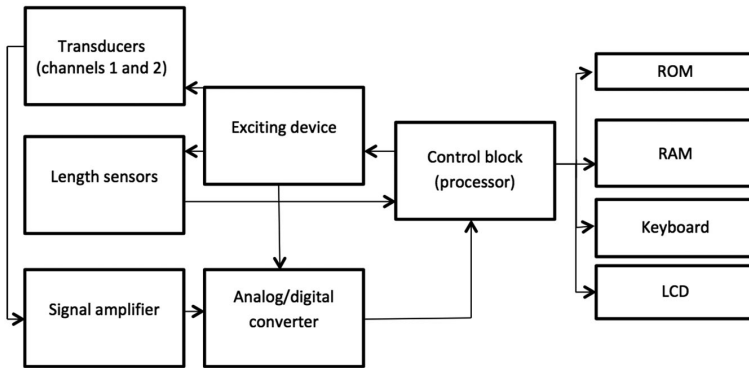 Transducers
(channels 1 and 2)
Exciting device
Length sensors
Control block
(processor)
ROM
RAM
Keyboard
LCD
Signal amplifier
Analog/digital
converter